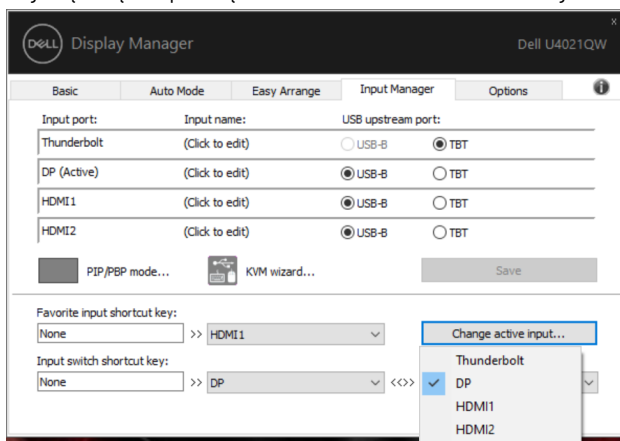 x
DELL Display Manager Dell U4021QW
Basic Auto Mode Easy Arrange Input Manager Options i
Input port: Input name: USB upstream port:
Thunderbolt (Click to edit) USB-B TBT
DP (Active) (Click to edit) USB-B TBT
HDMI1 (Click to edit) USB-B TBT
HDMI2 (Click to edit) USB-B TBT
PIP/PBP mode... KVM wizard... Save
Favorite input shortcut key:
None >> HDMI1 Change active input...
Input switch shortcut key:
None >> DP <<>>
Thunderbolt
DP
HDMI1
HDMI2